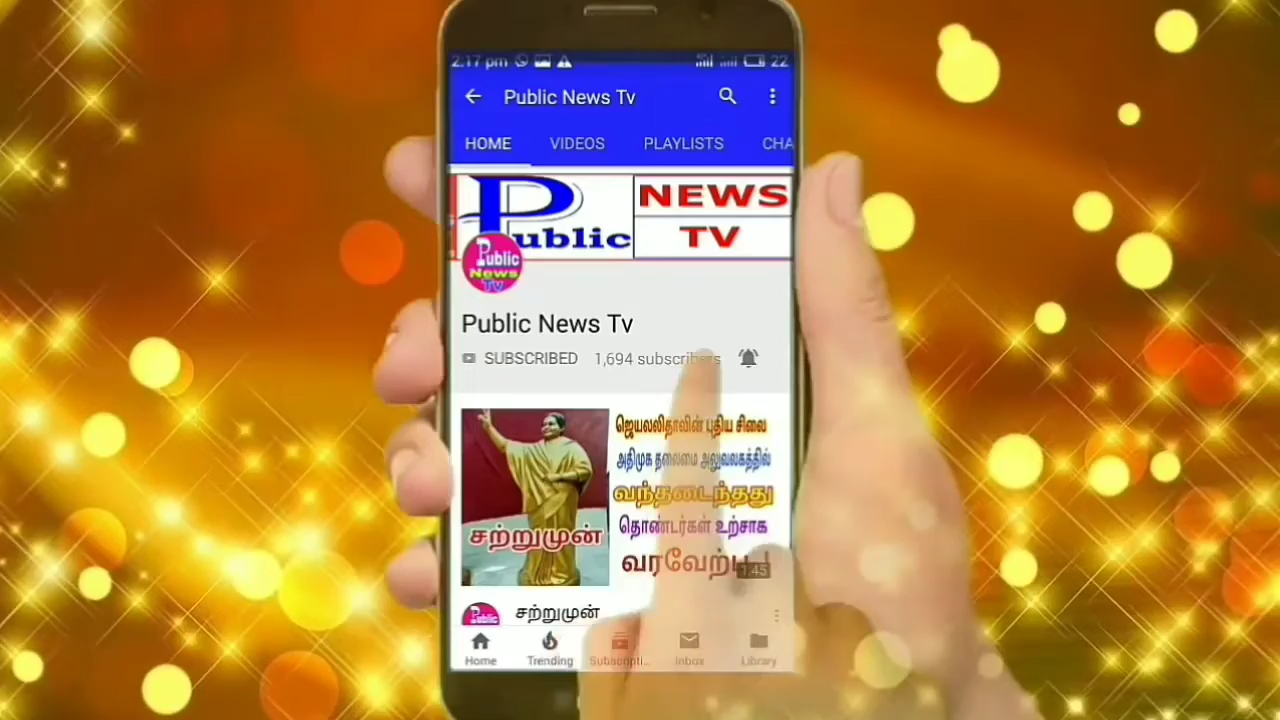 2:17 pm
22
Public News Tv
HOME VIDEOS PLAYLISTS CHA
Public NEWS
TV
Public
News
TV
Public News Tv
SUBSCRIBED 1,694 subscribers
ஜெயலலிதாவின் புதிய சிலை
அதிமுக தலைமை அலுவலகத்தில்
வந்தடைந்தது
தொண்டர்கள் உற்சாக
சற்றுமுன்
1:45
Public
சற்றுமுன்
Home Trending Subscripti... Inbox Library